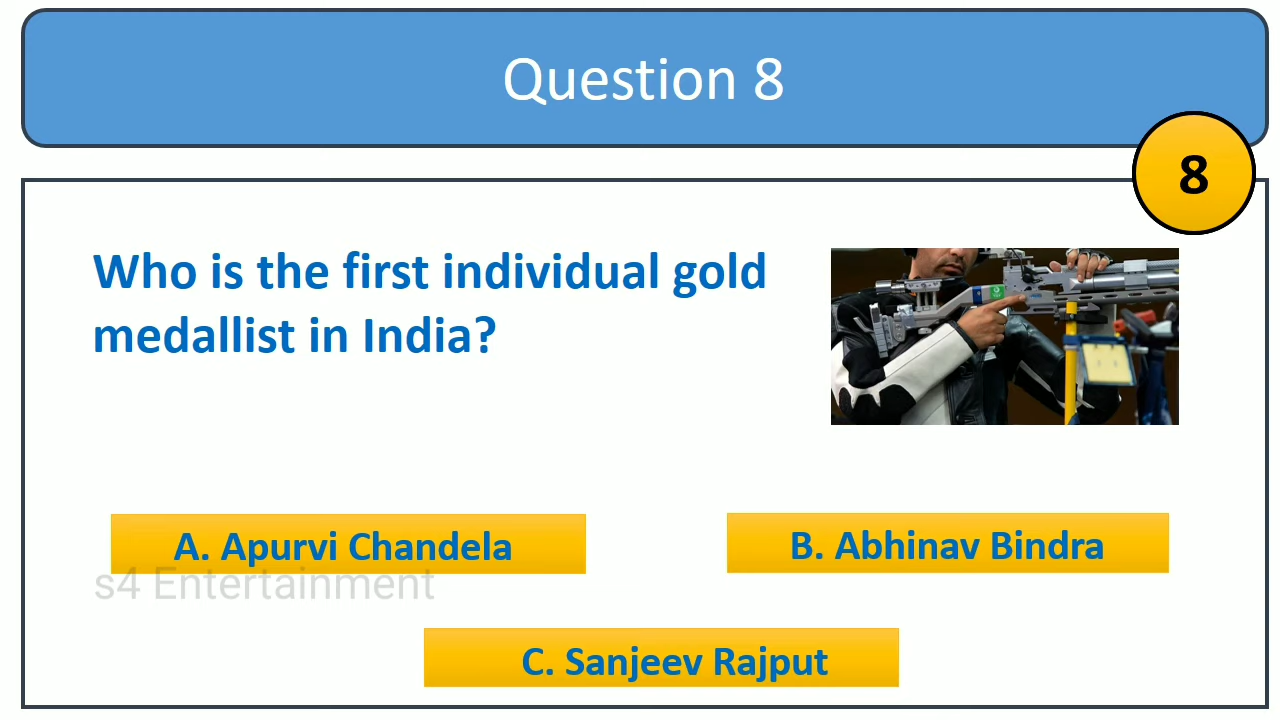 Question 8
8
Who is the first individual gold
medallist in India?
A. Apurvi Chandela
B. Abhinav Bindra
s4 Entertainment
C. Sanjeev Rajput